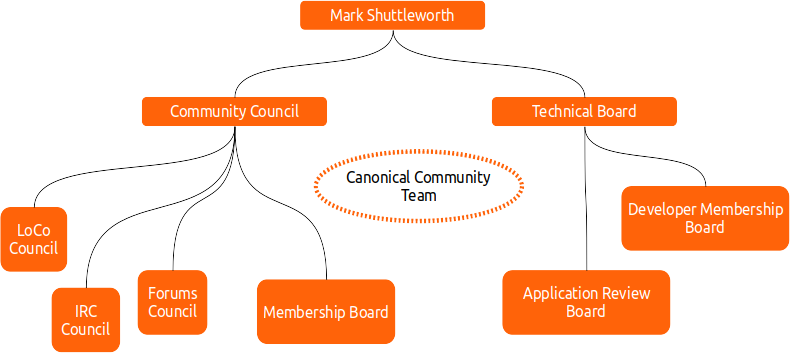 Mark Shuttleworth
Community Council
Technical Board
Canonical Community
Team
LoCo
Council
IRC
Council
Forums
Council
Membership Board
Application Review
Board
Developer Membership
Board